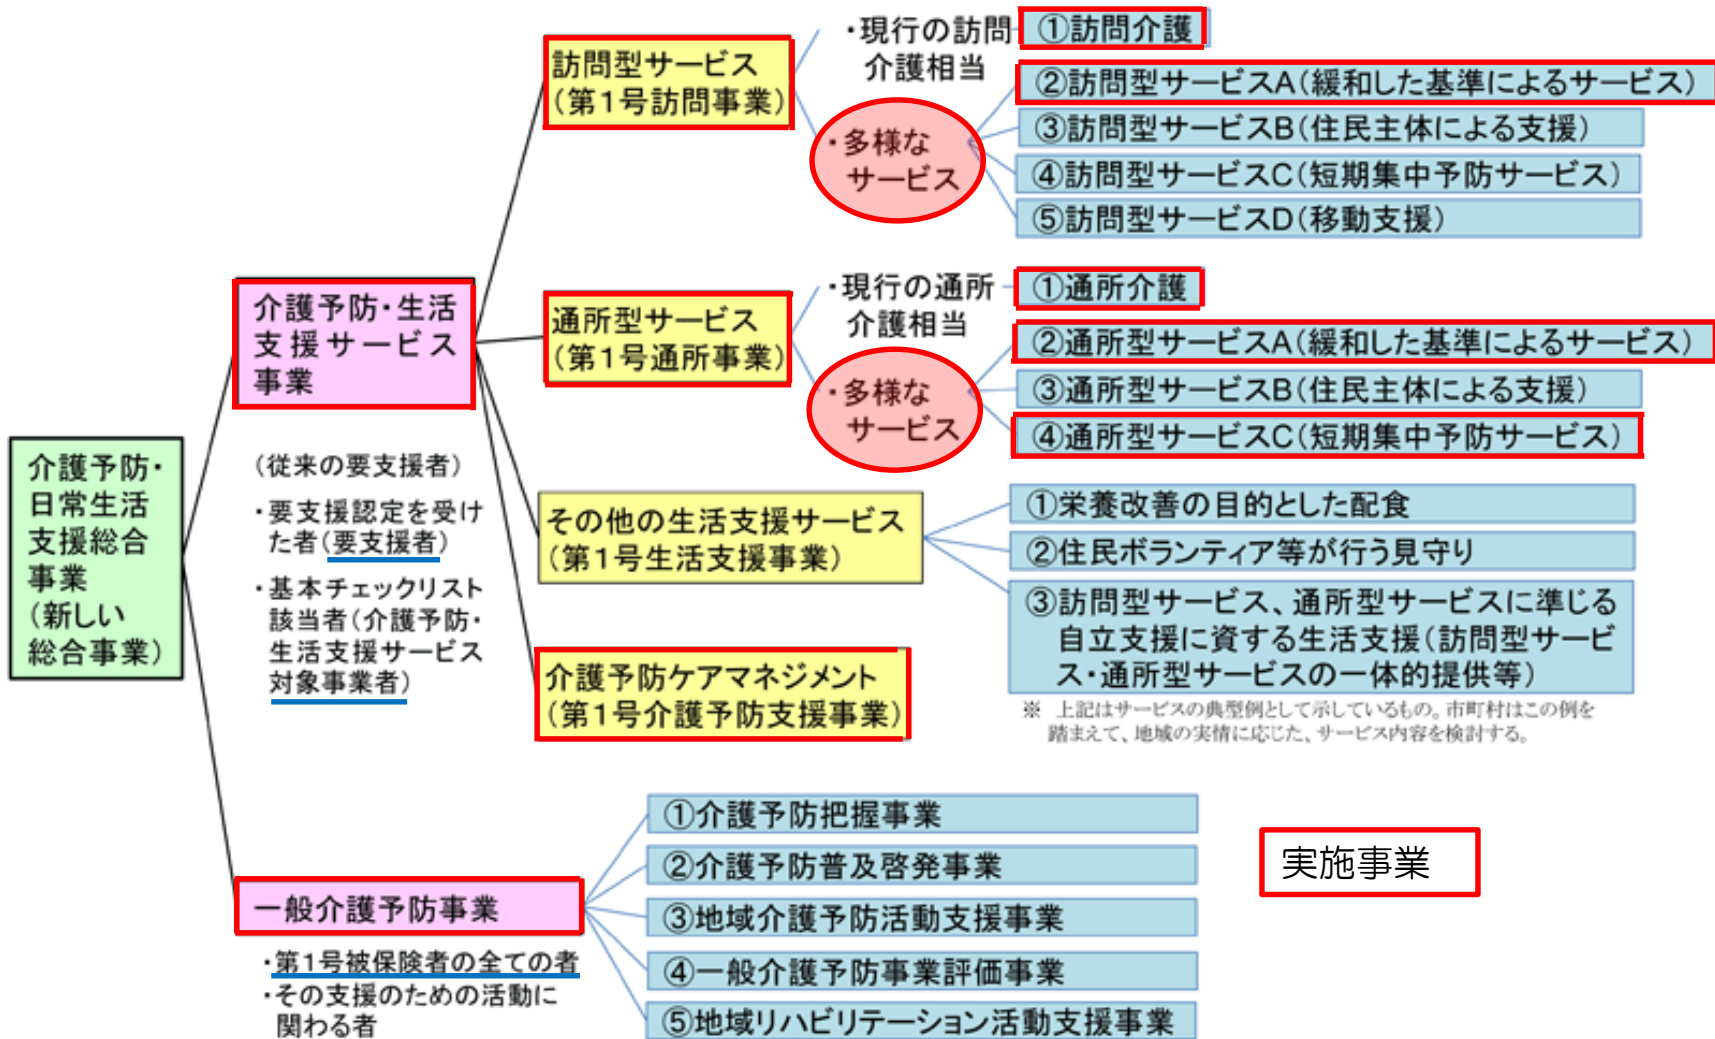 介護予防・
日常生活
支援総合
事業
(新しい
総合事業)
介護予防・生活
支援サービス
事業
(従来の要支援者)
・要支援認定を受け
た者(要支援者)
・基本チェックリスト
該当者(介護予防・
生活支援サービス
対象事業者)
訪問型サービス
(第1号訪問事業)
・現行の訪問
介護相当
①訪問介護
・多様な
サービス
②訪問型サービスA(緩和した基準によるサービス)
③訪問型サービスB(住民主体による支援)
④訪問型サービスC(短期集中予防サービス)
⑤訪問型サービスD(移動支援)
通所型サービス
(第1号通所事業)
・現行の通所
介護相当
①通所介護
・多様な
サービス
②通所型サービスA(緩和した基準によるサービス)
③通所型サービスB(住民主体による支援)
④通所型サービスC(短期集中予防サービス)
その他の生活支援サービス
(第1号生活支援事業)
①栄養改善の目的とした配食
②住民ボランティア等が行う見守り
③訪問型サービス、通所型サービスに準じる
自立支援に資する生活支援(訪問型サービ
ス・通所型サービスの一体的提供等)
※ 上記はサービスの典型例として示しているもの。市町村はこの例を
踏まえて、地域の実情に応じた、サービス内容を検討する。
介護予防ケアマネジメント
(第1号介護予防支援事業)
一般介護予防事業
・第1号被保険者の全ての者
・その支援のための活動に
関わる者
①介護予防把握事業
②介護予防普及啓発事業
③地域介護予防活動支援事業
④一般介護予防事業評価事業
⑤地域リハビリテーション活動支援事業
実施事業